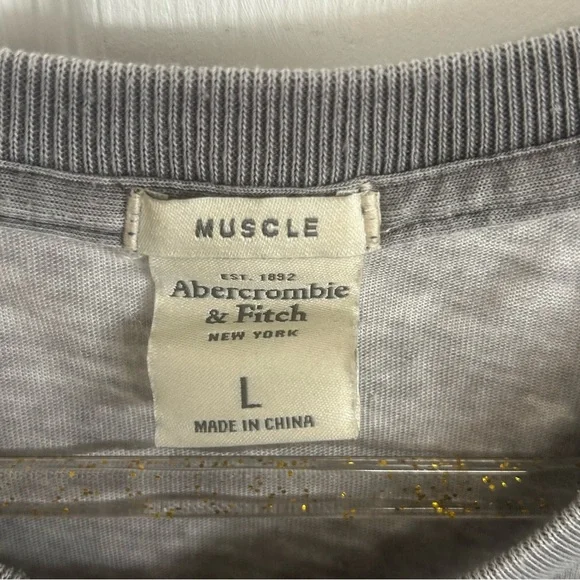 MUSCLE
EST. 1892
Abercrombie
& Fitch
NEW YORK
L
MADE IN CHINA